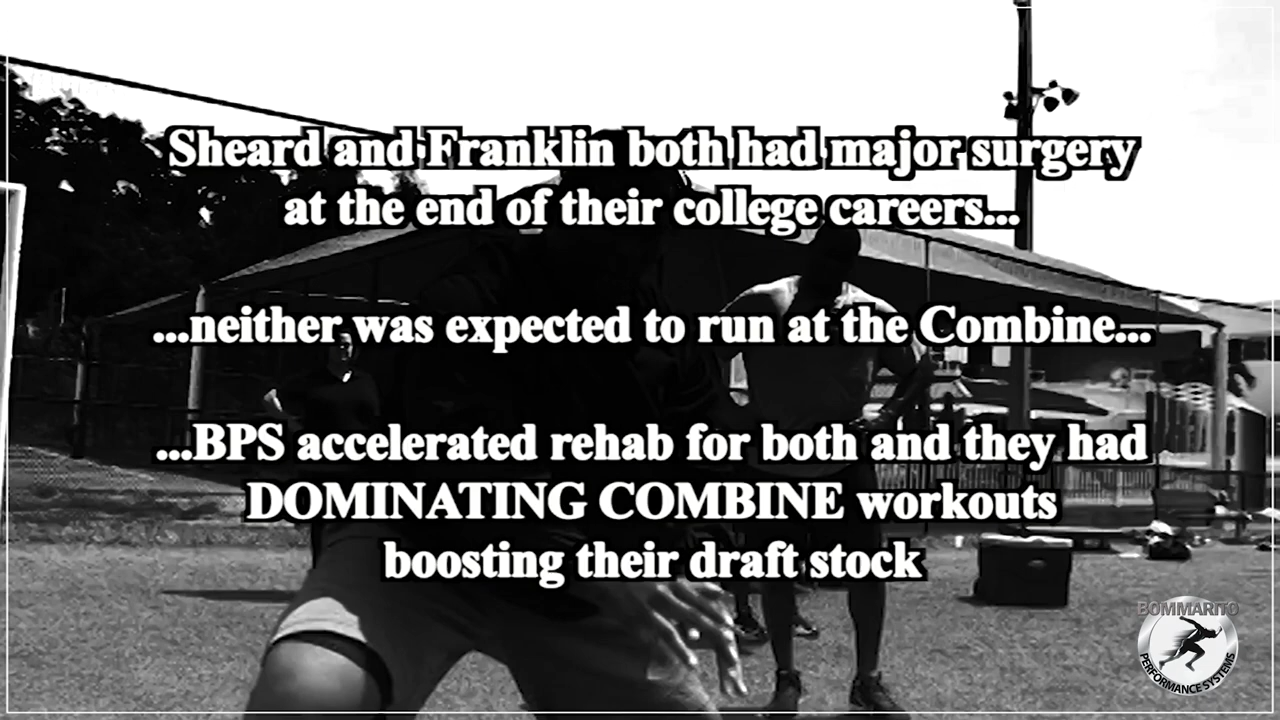 Sheard and Franklin both had major surgery
at the end of their college careers...
...neither was expected to run at the Combine...
...BPS accelerated rehab for both and they had
DOMINATING COMBINE workouts
boosting their draft stock
BOMMARITO
PERFORMANCE SYSTEMS